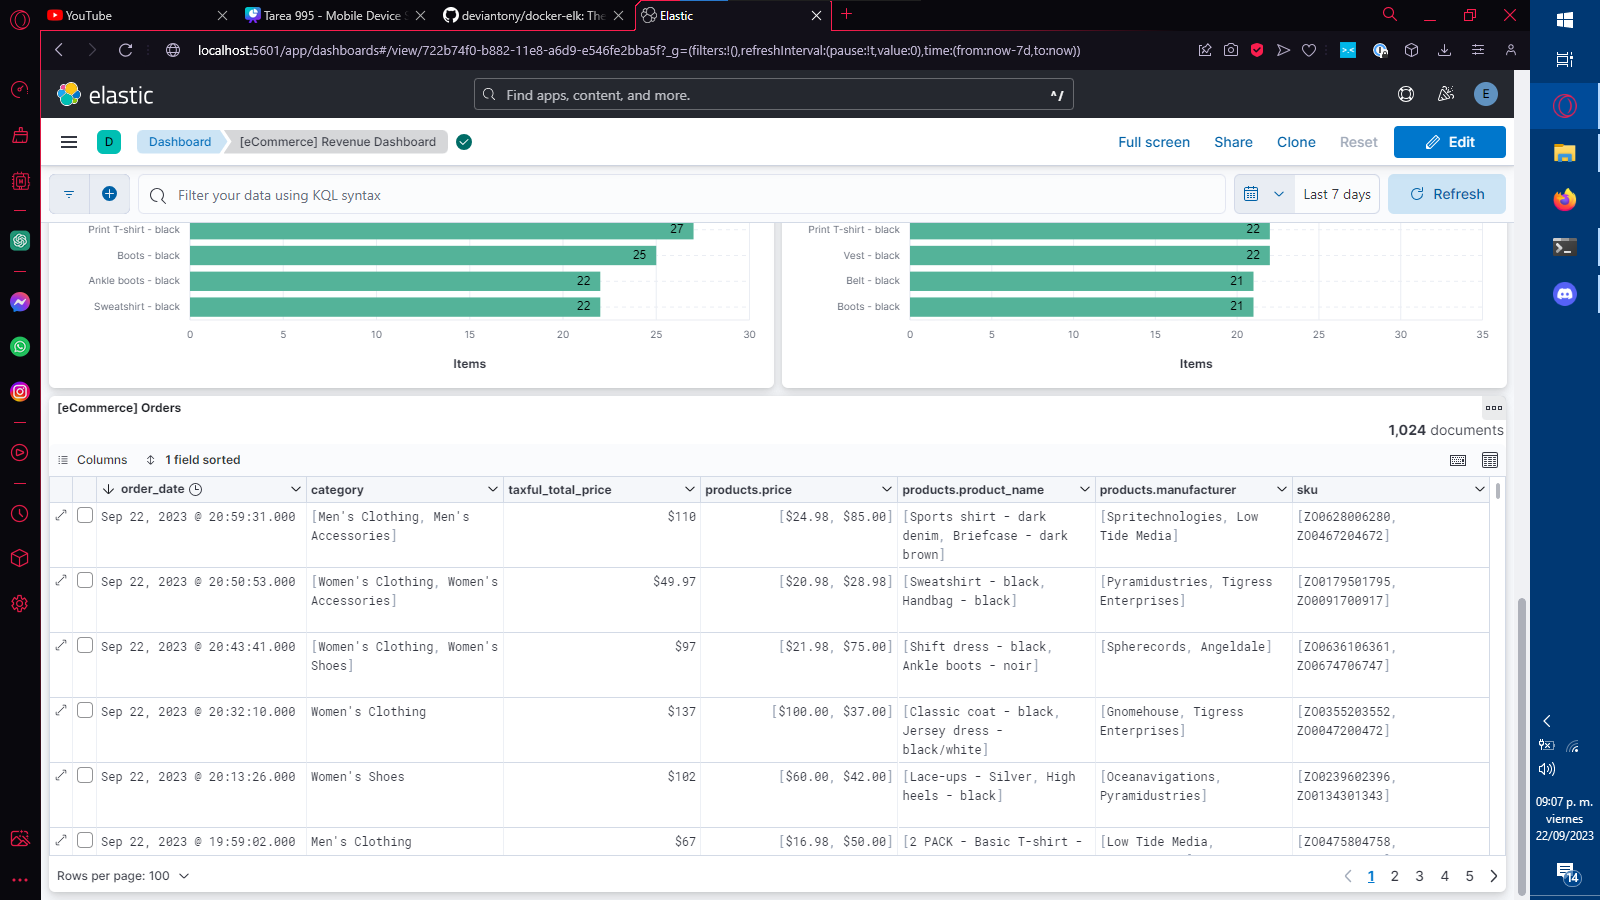 YouTube
Tarea 995 - Mobile Device S
deviantony/docker-elk: The
Elastic
localhost:5601/app/dashboards#/view/722b74f0-b882-11e8-a6d9-e546fe2bba5f?_g=(filters:!(),refreshInterval:(pause:!t,value:0),time:(from:now-7d,to:now))
elastic
Find apps, content, and more.
^/
E
D
Dashboard
[eCommerce] Revenue Dashboard
Full screen
Share
Clone
Reset
Edit
Filter your data using KQL syntax
Last 7 days
Refresh
Print T-shirt - black 27
Boots - black 25
Ankle boots - black 22
Sweatshirt - black 22
0 5 10 15 20 25 30
Items
Print T-shirt - black 22
Vest - black 22
Belt - black 21
Boots - black 21
0 5 10 15 20 25 30 35
Items
[eCommerce] Orders
1,024 documents
Columns
1 field sorted
order_date category taxful_total_price products.price products.product_name products.manufacturer sku
Sep 22, 2023 @ 20:59:31.000 [Men's Clothing, Men's $110 [$24.98, $85.00] [Sports shirt - dark [Spritechnologies, Low [ZO0628006280,
Accessories] denim, Briefcase - dark Tide Media] ZO0467204672]
brown]
Sep 22, 2023 @ 20:50:53.000 [Women's Clothing, Women's $49.97 [$20.98, $28.98] [Sweatshirt - black, [Pyramidustries, Tigress [ZO0179501795,
Accessories] Handbag - black] Enterprises] ZO0091700917]
Sep 22, 2023 @ 20:43:41.000 [Women's Clothing, Women's $97 [$21.98, $75.00] [Shift dress - black, [Spherecords, Angeldale] [ZO0636106361,
Shoes] Ankle boots - noir] ZO0674706747]
Sep 22, 2023 @ 20:32:10.000 Women's Clothing $137 [$100.00, $37.00] [Classic coat - black, [Gnomehouse, Tigress [ZO0355203552,
Jersey dress - Enterprises] ZO0047200472]
black/white]
Sep 22, 2023 @ 20:13:26.000 Women's Shoes $102 [$60.00, $42.00] [Lace-ups - Silver, High [Oceanavigations, [ZO0239602396,
heels - black] Pyramidustries] ZO0134301343]
Sep 22, 2023 @ 19:59:02.000 Men's Clothing $67 [$16.98, $50.00] [2 PACK - Basic T-shirt - [Low Tide Media, [ZO0475804758,
Rows per page: 100
1 2 3 4 5
09:07 p. m.
viernes
22/09/2023
14